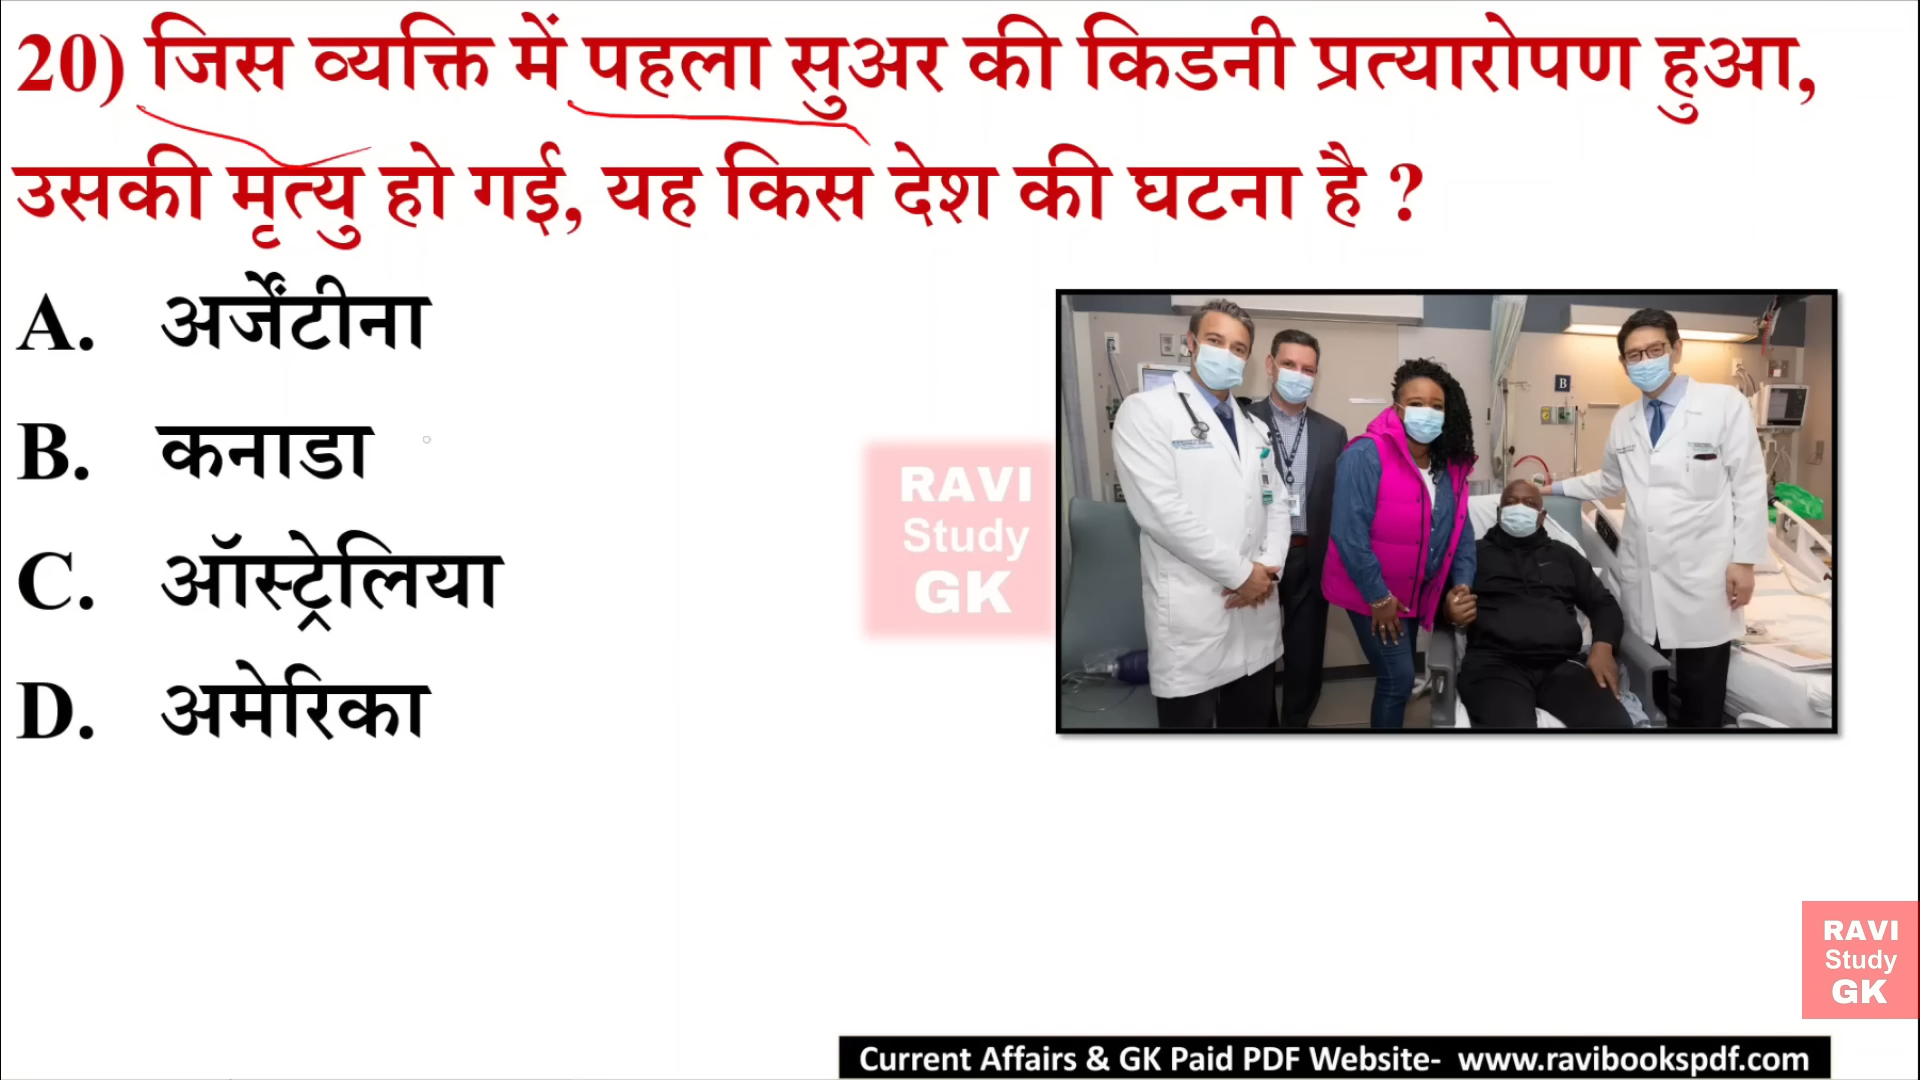 20) जिस व्यक्ति में पहला सुअर की किडनी प्रत्यारोपण हुआ,
उसकी मृत्यु हो गई, यह किस देश की घटना है ?
A. अर्जेंटीना
B. कनाडा
C. ऑस्ट्रेलिया
D. अमेरिका
B
RAVI
Study
GK
RAVI
Study
GK
Current Affairs & GK Paid PDF Website- www.ravibookspdf.com